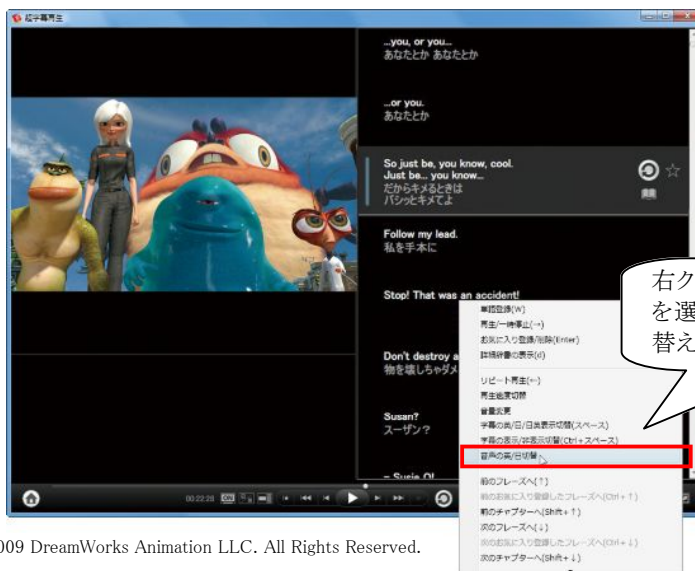 超字幕再生
...you, or you...
あなたとか あなたとか
...or you.
あなたとか
So just be, you know, cool.
Just be... you know...
だからキメるときは
バシッとキメてよ
Follow my lead.
私を手本に
Stop! That was an accident!
Don't destroy a
物を壊しちゃダメ
Susan?
スーザン？
– Susie Q!
右ク
を選
替え
単語登録(W)
再生/一時停止(→)
お気に入り登録/削除(Enter)
詳細辞書の表示(d)
リピート再生(←)
再生速度切替
音量変更
字幕の英/日/日英表示切替(スペース)
字幕の表示/非表示切替(Ctrl+スペース)
音声の英/日切替
前のフレーズへ(↑)
前のお気に入り登録したフレーズへ(Ctrl+↑)
前のチャプターへ(Shift+↑)
次のフレーズへ(↓)
次のお気に入り登録したフレーズへ(Ctrl+↓)
次のチャプターへ(Shift+↓)
00:22:28
009 DreamWorks Animation LLC. All Rights Reserved.